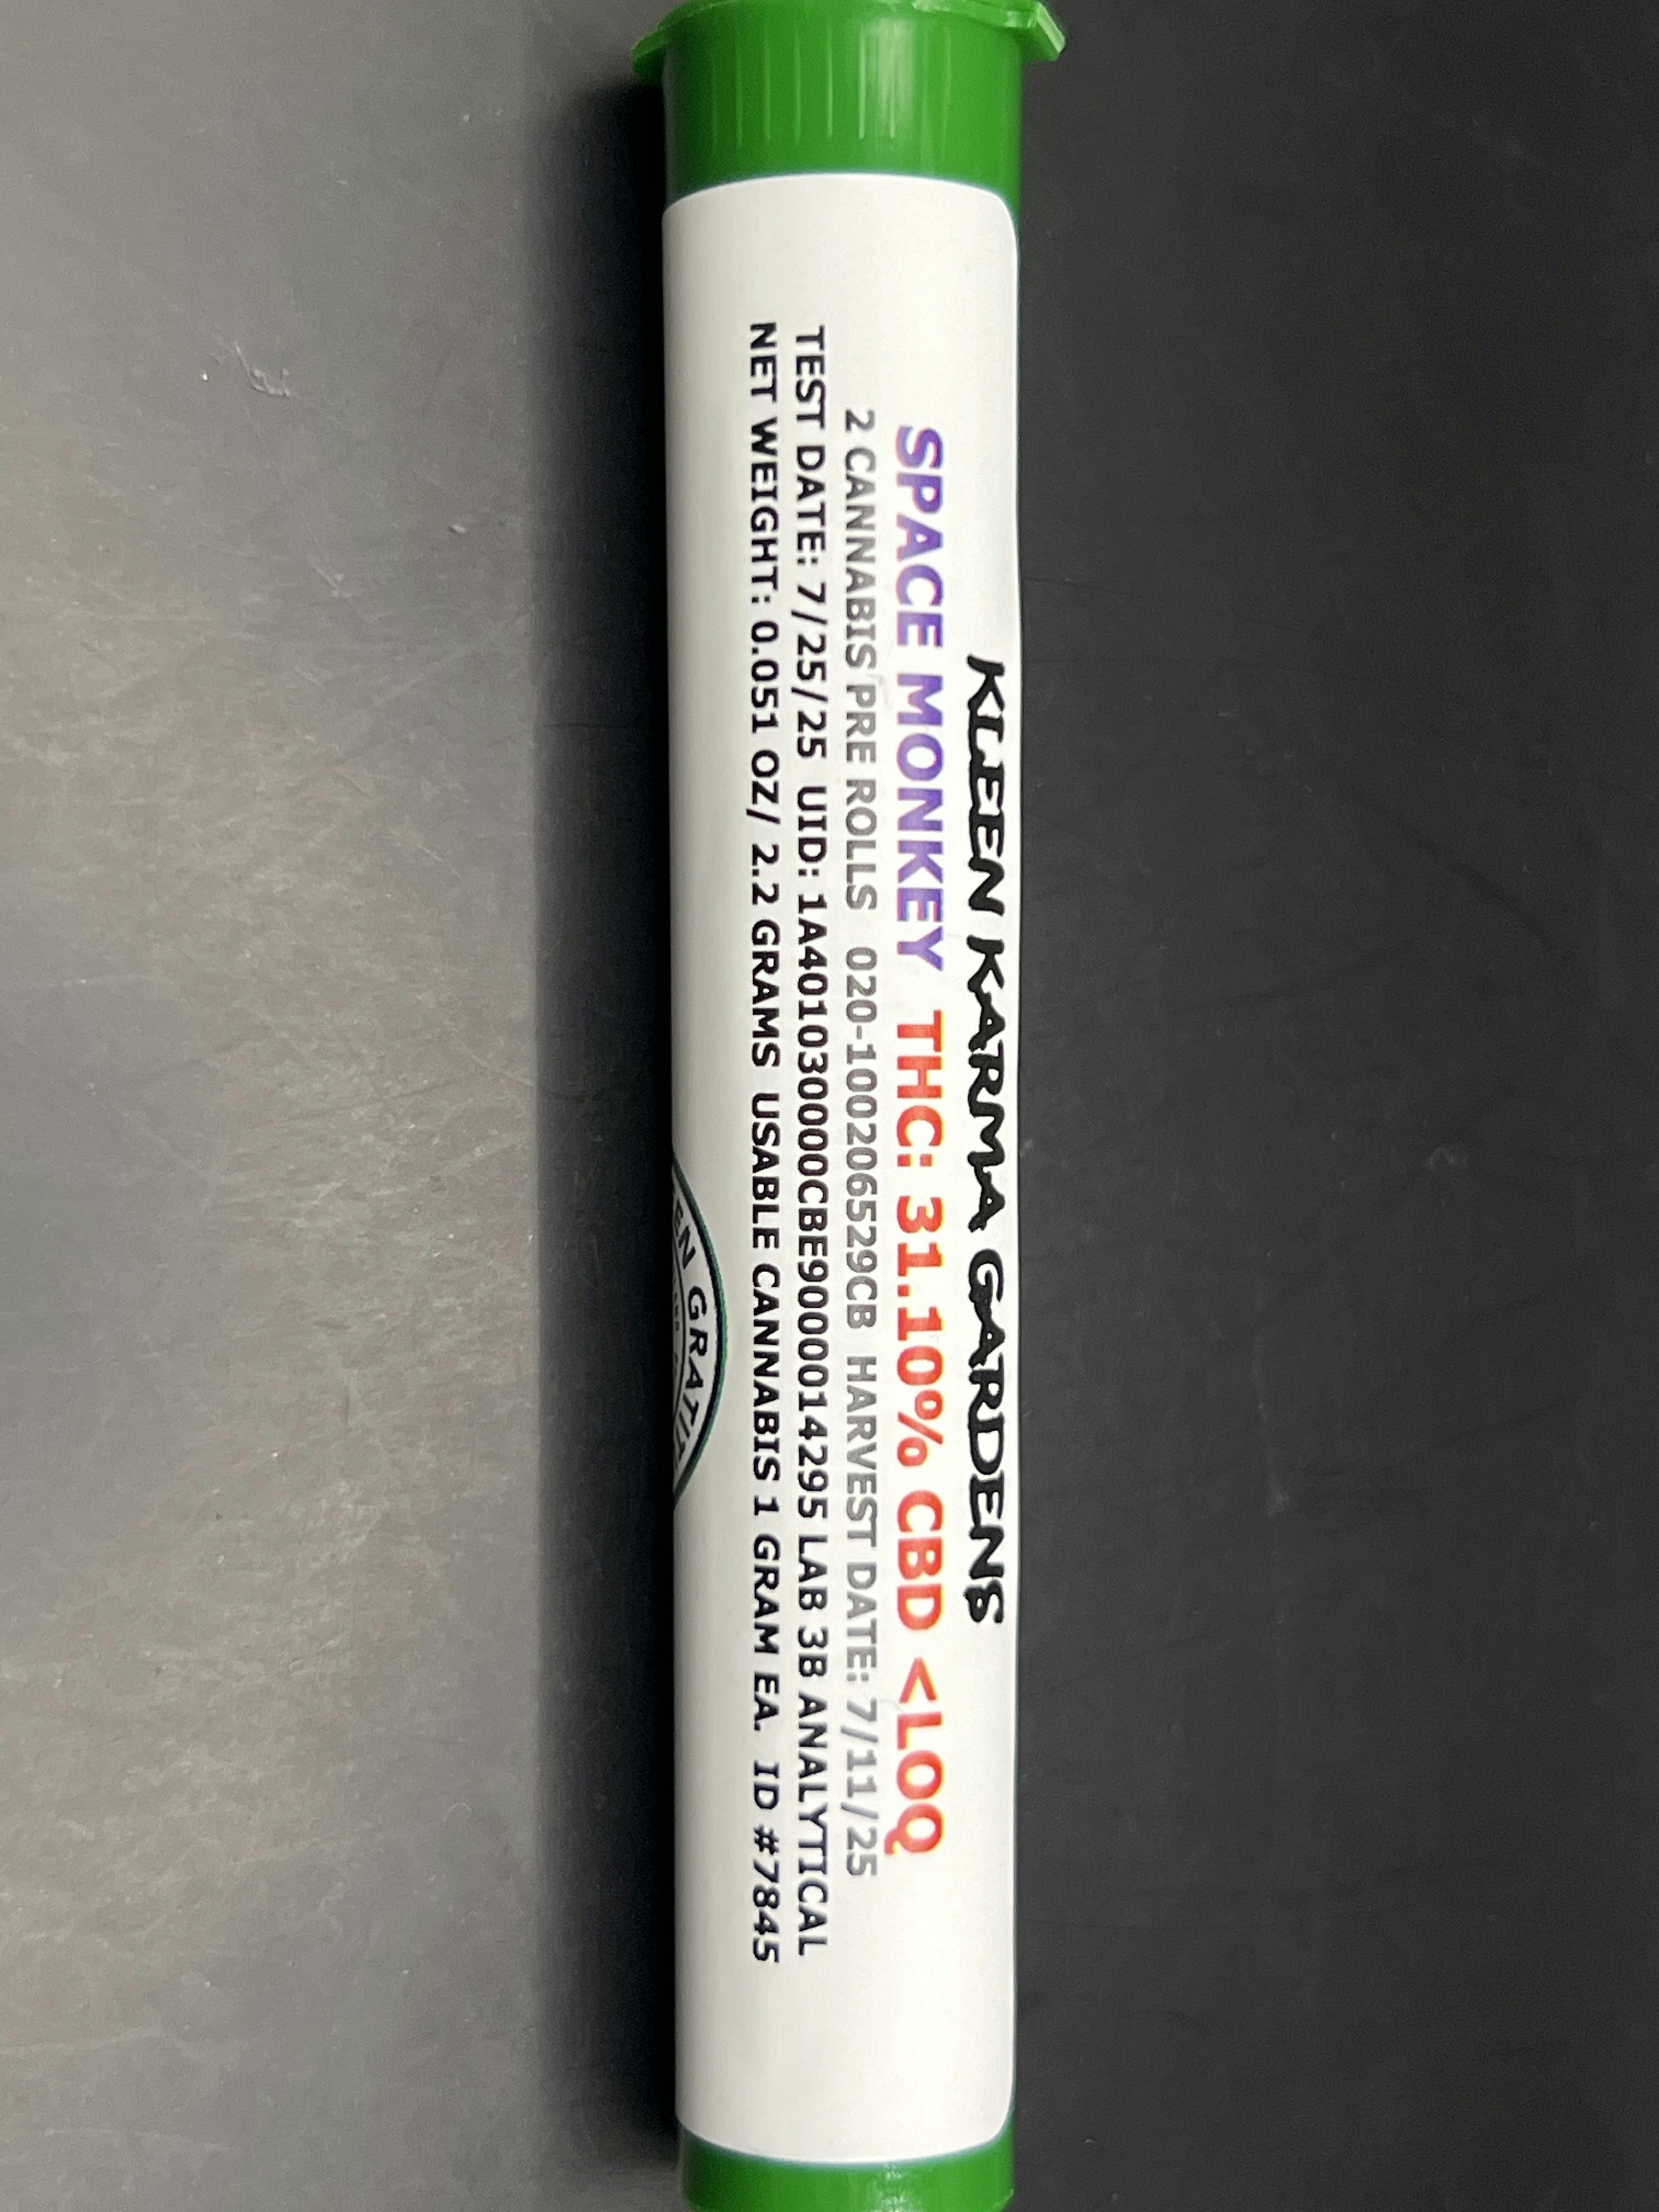 KLEEN KARMA GARDENS
SPACE MONKEY THC: 31.10% CBD <LOQ
2 CANNABIS PRE ROLLS 020-100206529CB HARVEST DATE: 7/11/25
TEST DATE: 7/25/25 UID: 1A4010300000CBE9000014295 LAB 3B ANALYTICAL
NET WEIGHT: 0.051 OZ/ 2.2 GRAMS USABLE CANNABIS 1 GRAM EA. ID #7845